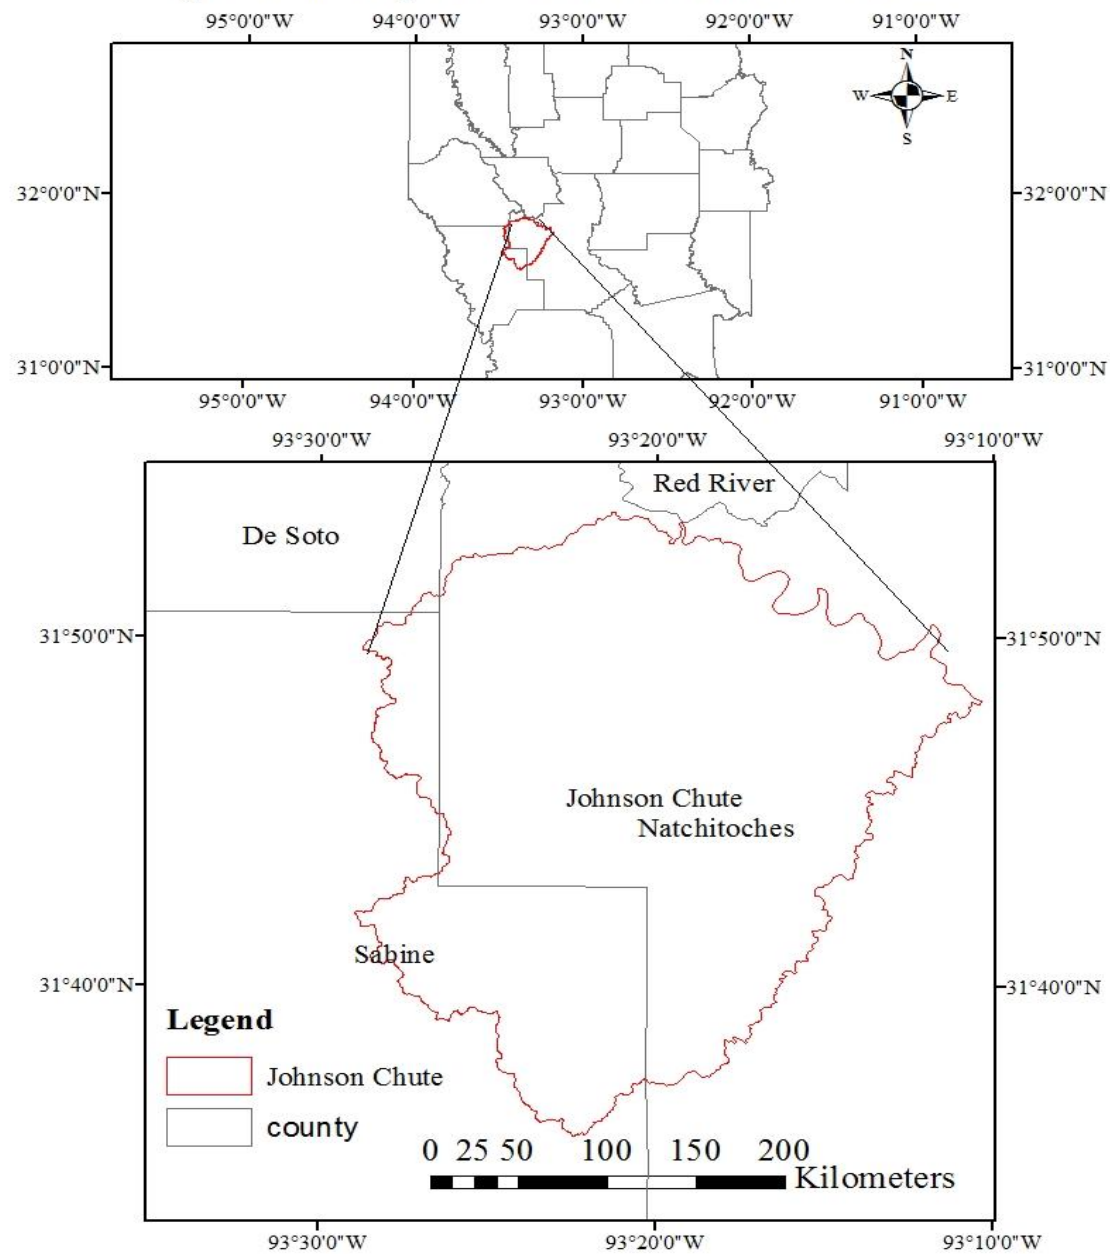 95°0'0"W 94°0'0"W 93°0'0"W 92°0'0"W 91°0'0"W
N
W E
S
32°0'0"N 32°0'0"N
31°0'0"N 31°0'0"N
95°0'0"W 94°0'0"W 93°0'0"W 92°0'0"W 91°0'0"W
93°30'0"W 93°20'0"W 93°10'0"W
Red River
De Soto
31°50'0"N 31°50'0"N
Johnson Chute
Natchitoches
Sabine
31°40'0"N 31°40'0"N
Legend
Johnson Chute
county
0 25 50 100 150 200
Kilometers
93°30'0"W 93°20'0"W 93°10'0"W